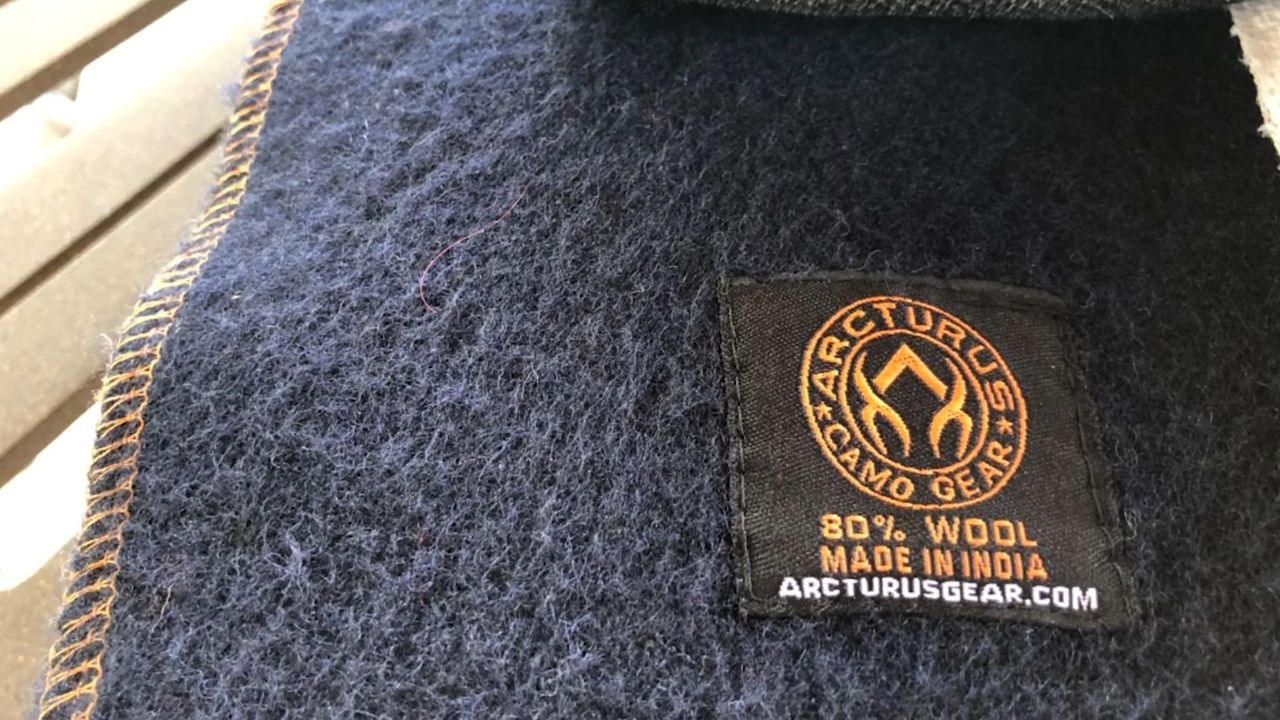 ARCTURUS
CAMO GEAR
80% WOOL
MADE IN INDIA
ARCTURUSGEAR.COM